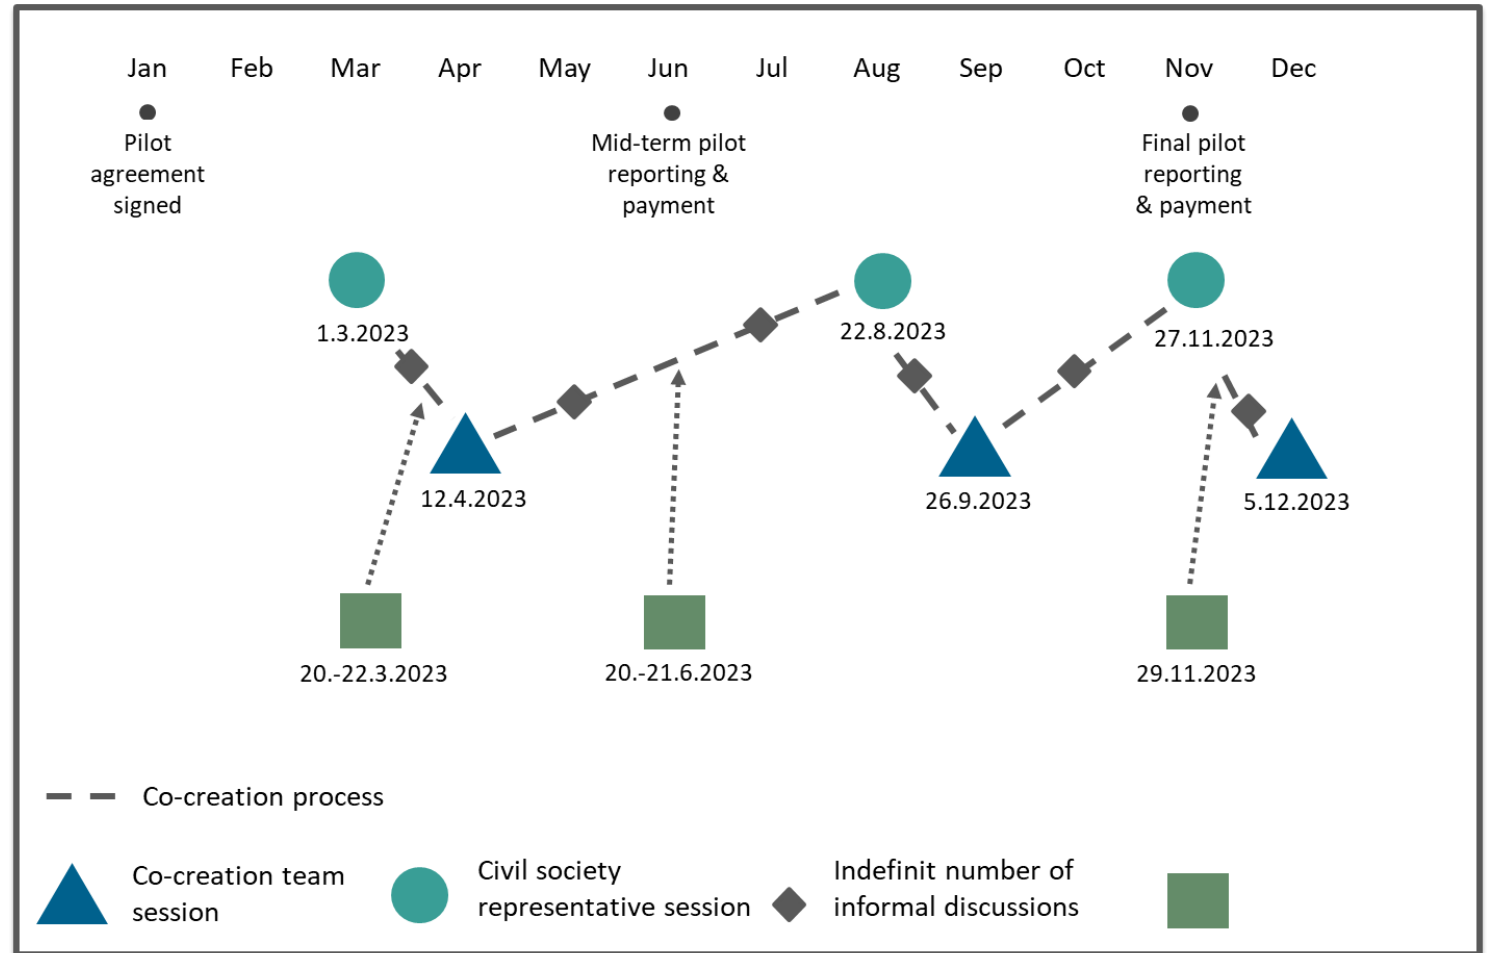 Jan Feb Mar Apr May Jun Jul Aug Sep Oct Nov Dec
Pilot
agreement
signed
Mid-term pilot
reporting &
payment
Final pilot
reporting
& payment
1.3.2023
22.8.2023
27.11.2023
12.4.2023
26.9.2023
5.12.2023
20.-22.3.2023
20.-21.6.2023
29.11.2023
Co-creation process
Co-creation team
session
Civil society
representative session
Indefinit number of
informal discussions